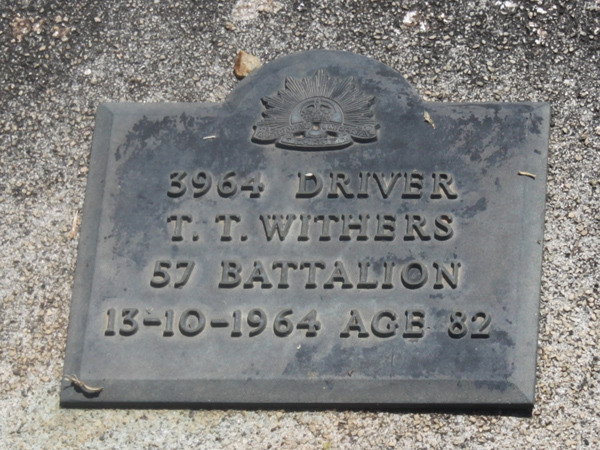 3964 DRIVER
T. T. WITHERS
57 BATTALION
13-10-1964 AGE 82